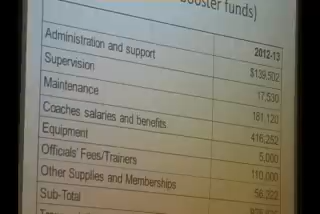 ooster funds)
2012-13
Administration and support $139,502
Supervision 17,530
Maintenance 181,120
Coaches salaries and benefits 416,252
Equipment 5,000
Officials' Fees/Trainers 110,000
Other Supplies and Memberships 58,322
Sub-Total